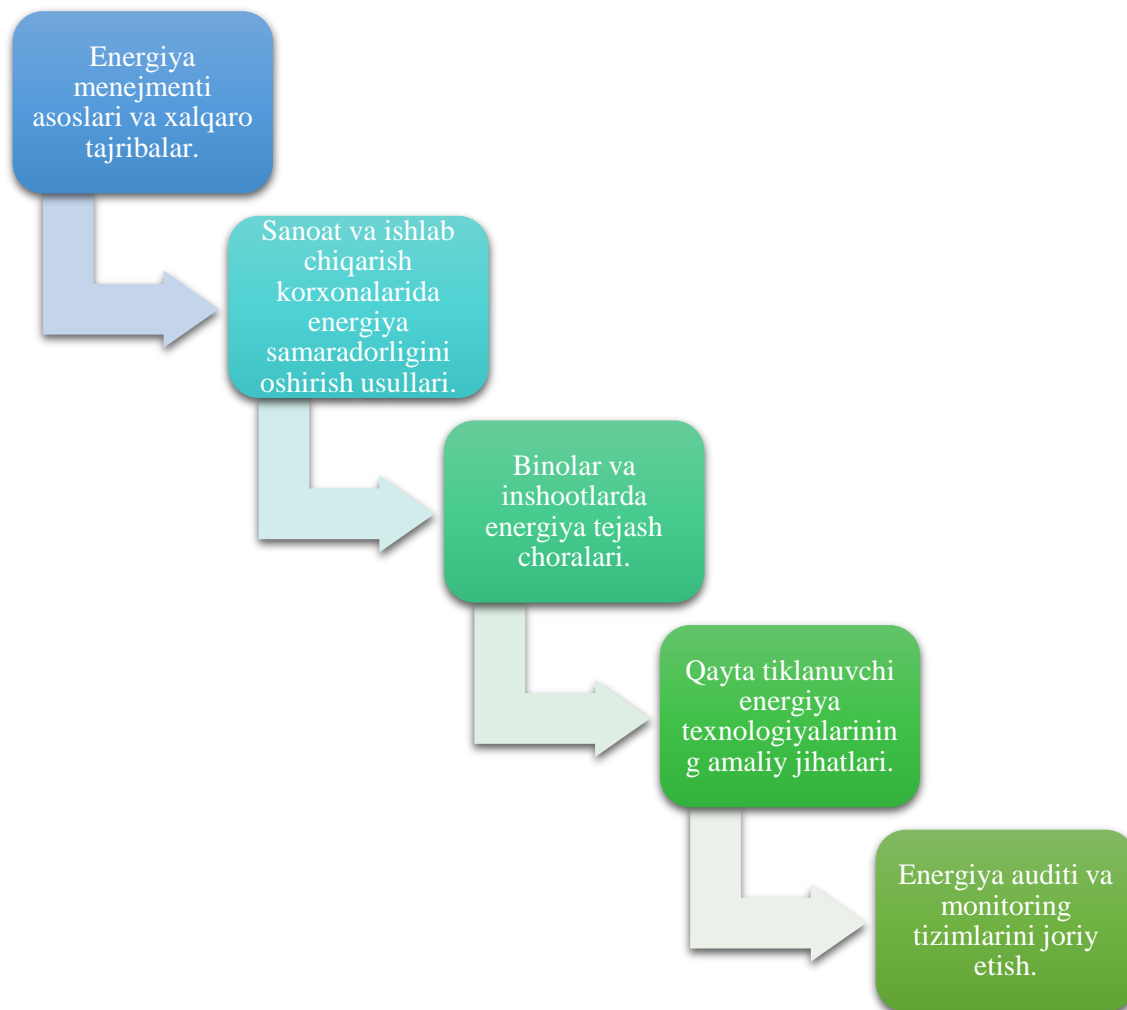 Energiya
menejmenti
asoslari va xalqaro
tajribalar.
Sanoat va ishlab
chiqarish
korxonalarida
energiya
samaradorligini
oshirish usullari.
Binolar va
inshootlarda
energiya tejash
choralari.
Qayta tiklanuvchi
energiya
texnologiyalarinin
g amaliy jihatlari.
Energiya auditi va
monitoring
tizimlarini joriy
etish.